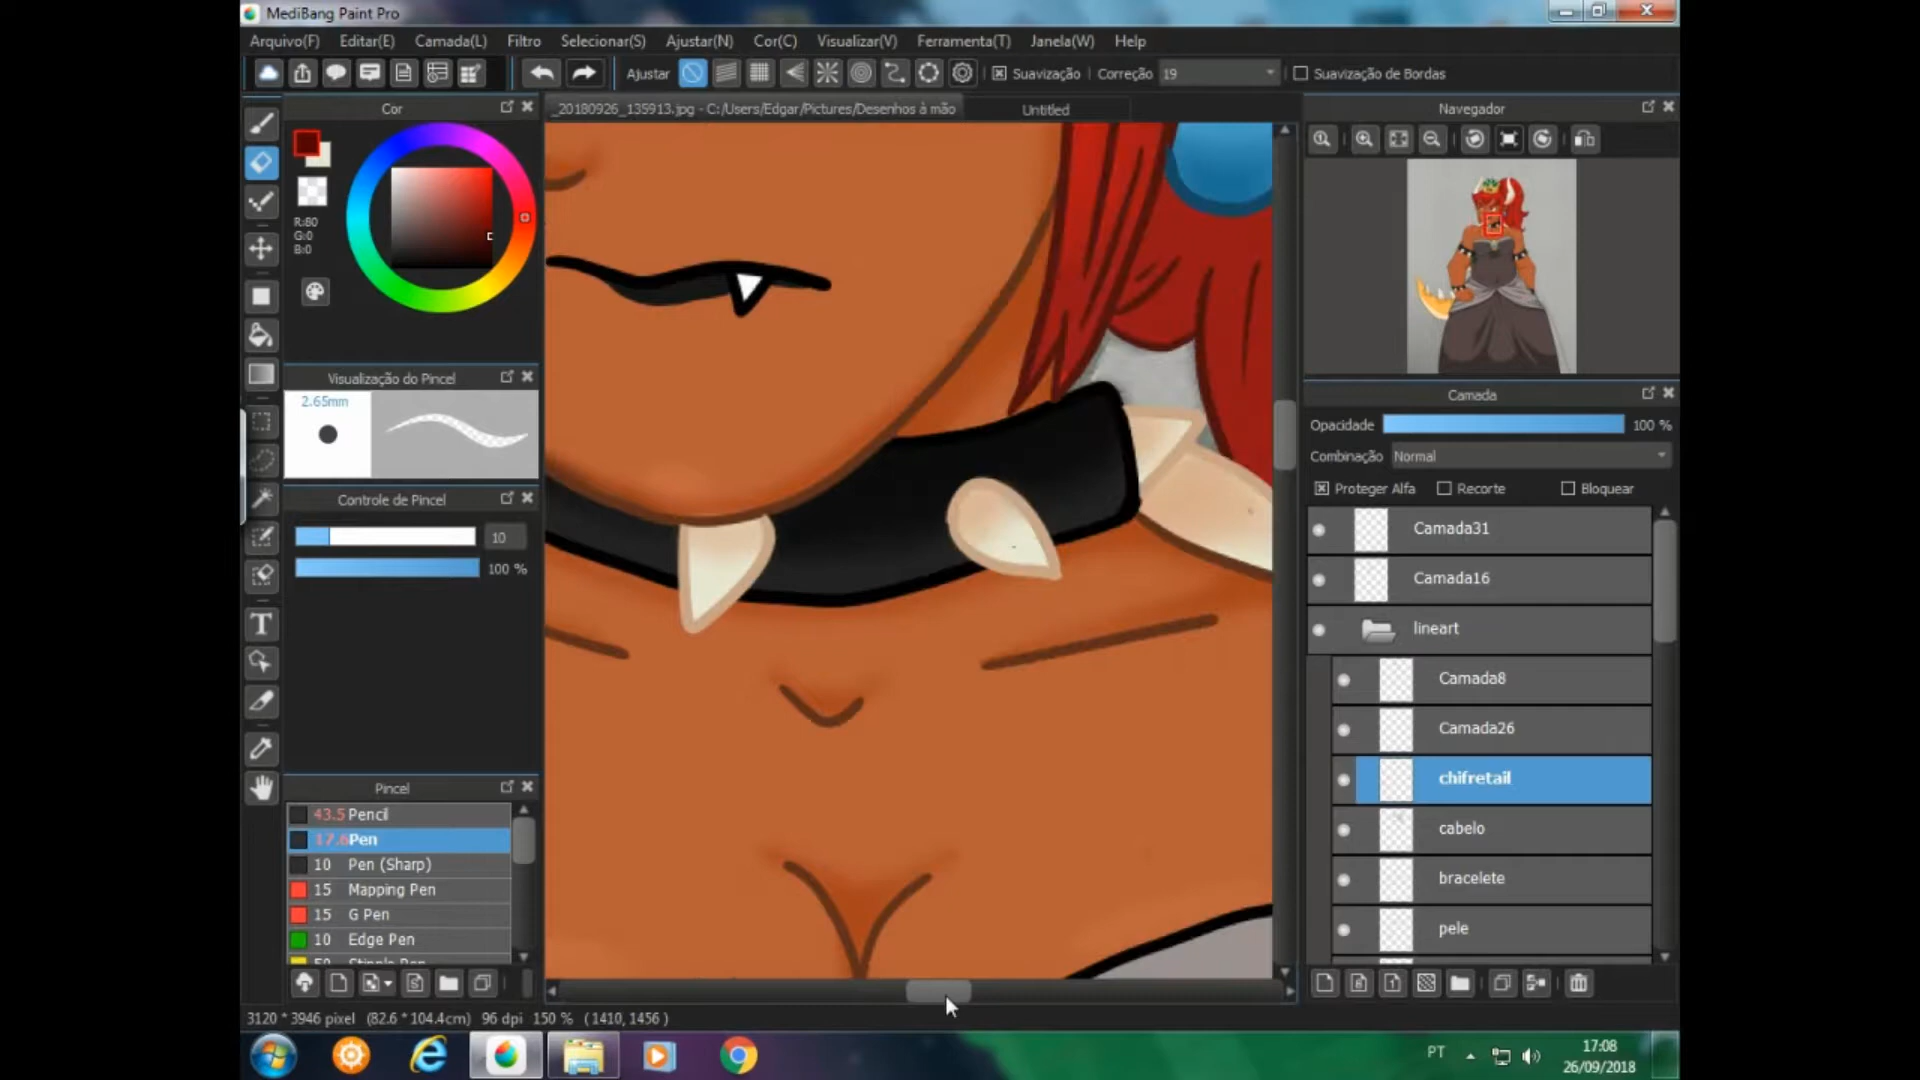 MediBang Paint Pro
Arquivo(F) Editar(E) Camada(L) Filtro Selecionar(S) Ajustar(N) Cor(C) Visualizar(V) Ferramenta(T) Janela(W) Help
Ajustar Suavização Correção 19 Suavização de Bordas
Cor
_20180926_135913.jpg - C:/Users/Edgar/Pictures/Desenhos à mão Untitled
Navegador
R:80
G:0
B:0
Visualização do Pincel
2.65mm
Controle de Pincel
10
100 %
Camada
Opacidade 100 %
Combinação Normal
Proteger Alfa Recorte Bloquear
Camada31
Camada16
lineart
Camada8
Camada26
chifretail
cabelo
bracelete
pele
Pincel
43.5 Pencil
17.6 Pen
10 Pen (Sharp)
15 Mapping Pen
15 G Pen
10 Edge Pen
3120 * 3946 pixel (82.6 * 104.4cm) 96 dpi 150 % (1410, 1456 )
PT
17:08
26/09/2018